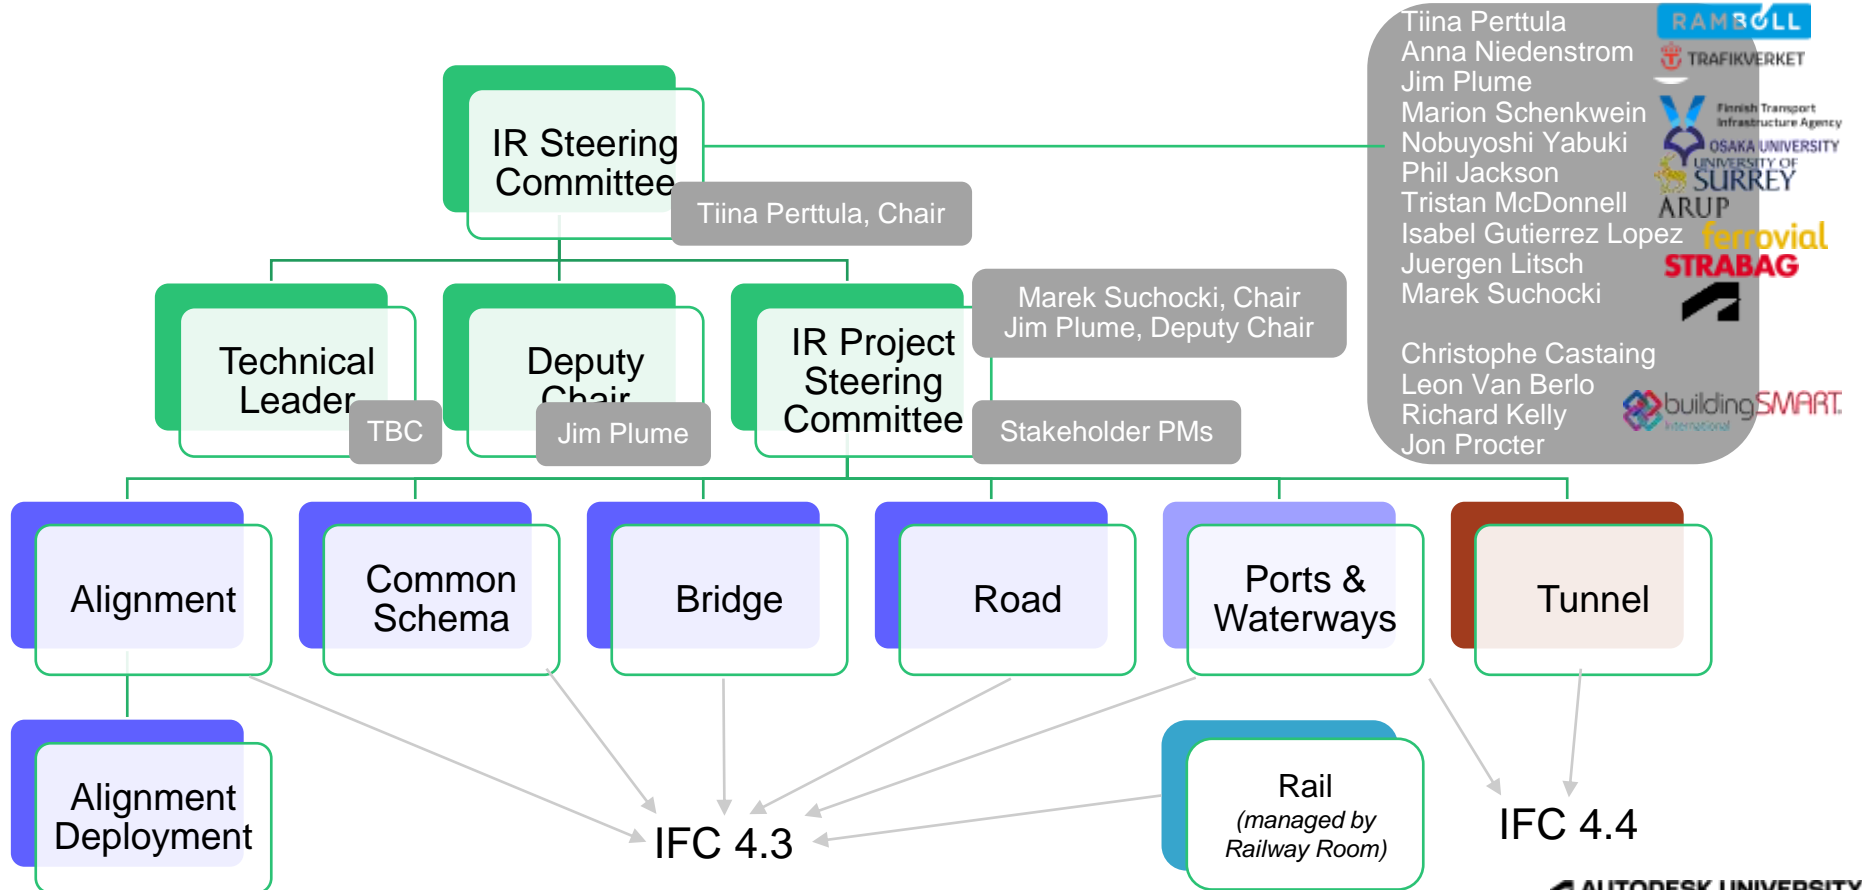 Tiina Perttula
Anna Niedenstrom
Jim Plume
Marion Schenkwein
Nobuyoshi Yabuki
Phil Jackson
Tristan McDonnell
Isabel Gutierrez Lopez
Juergen Litsch
Marek Suchocki
Christophe Castaing
Leon Van Berlo
Richard Kelly
Jon Procter
RAMBOLL
TRAFIKVERKET
Finnish Transport
Infrastructure Agency
OSAKA UNIVERSITY
UNIVERSITY OF
SURREY
ARUP
ferrovial
STRABAG
buildingSMART
International
IR Steering
Committee
Tiina Perttula, Chair
Technical
Leader
TBC
Deputy
Chair
Jim Plume
IR Project
Steering
Committee
Marek Suchocki, Chair
Jim Plume, Deputy Chair
Stakeholder PMs
Alignment
Common
Schema
Bridge
Road
Ports &
Waterways
Tunnel
Alignment
Deployment
IFC 4.3
Rail
(managed by
Railway Room)
IFC 4.4
AUTODESK UNIVERSITY